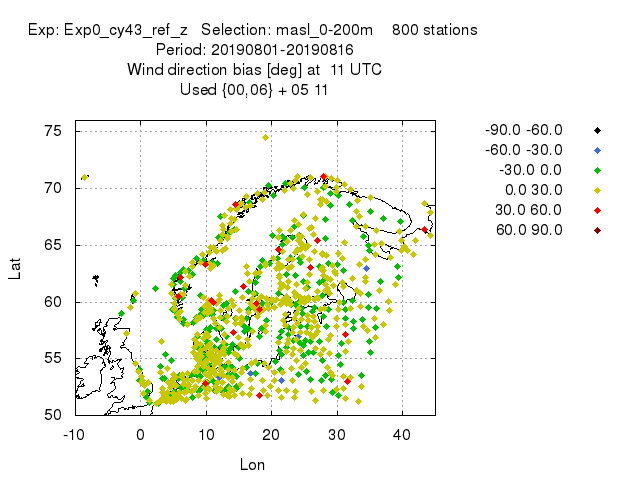 Exp: Exp0_cy43_ref_z   Selection: masl_0-200m    800 stations
Period: 20190801-20190816
Wind direction bias [deg] at  11 UTC
Used {00,06} + 05 11
-90.0 -60.0
-60.0 -30.0
-30.0 0.0
0.0 30.0
30.0 60.0
60.0 90.0
75
70
65
60
55
50
Lat
-10 0 10 20 30 40
Lon